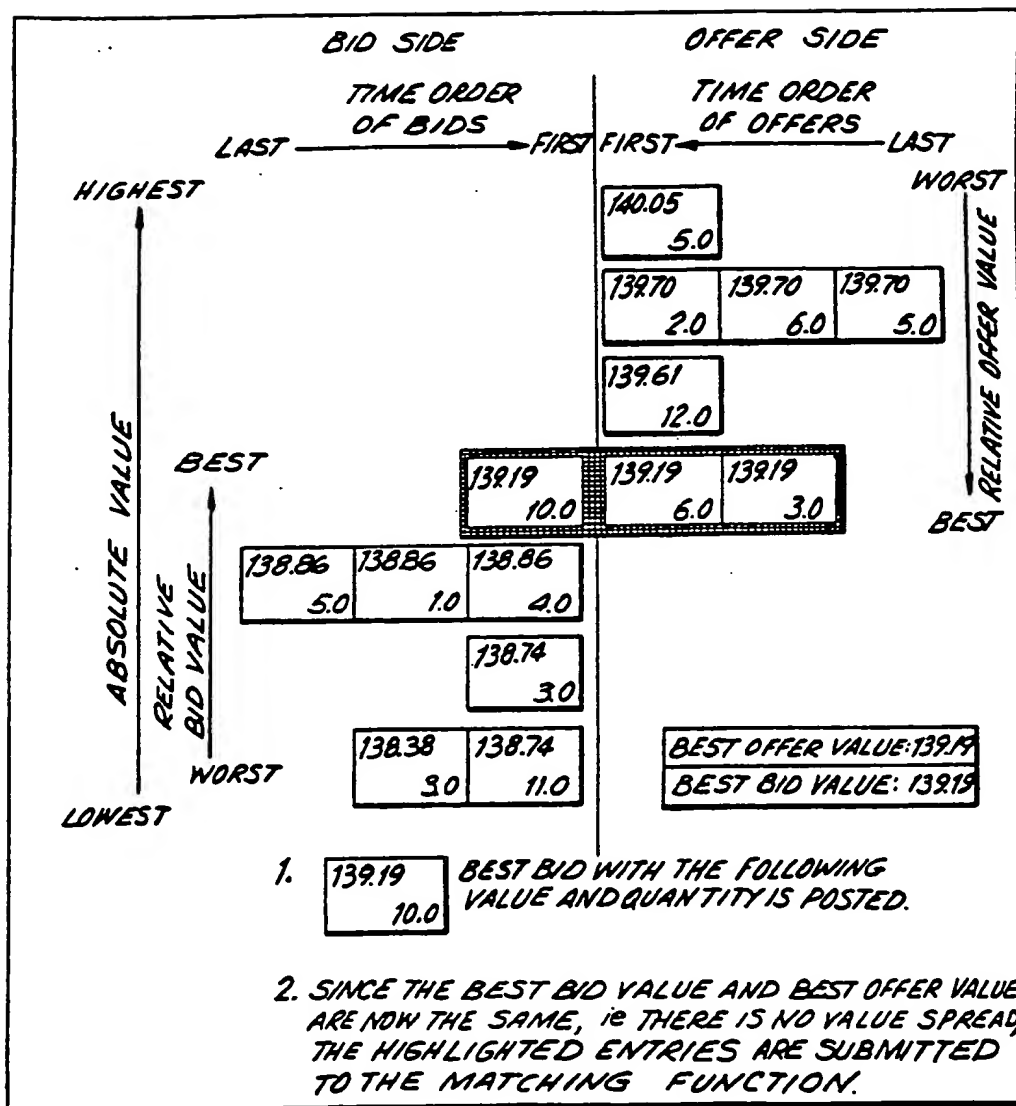 BID SIDE OFFER SIDE
TIME ORDER OF BIDS
TIME ORDER OF OFFERS
LAST FIRST FIRST LAST
HIGHEST
WORST
140.05
5.0
139.70 139.70 139.70
2.0 6.0 5.0
139.61
12.0
RELATIVE OFFER VALUE
BEST
139.19 139.19 139.19
10.0 6.0 3.0
BEST
ABSOLUTE VALUE
RELATIVE
BID VALUE
138.86 138.86 138.86
5.0 1.0 4.0
138.74
3.0
138.38 138.74
9.0 11.0
WORST
LOWEST
BEST OFFER VALUE: 139.19
BEST BID VALUE: 139.19
1. 139.19 BEST BID WITH THE FOLLOWING
10.0 VALUE AND QUANTITY IS POSTED.
2. SINCE THE BEST BID VALUE AND BEST OFFER VALUE
ARE NOW THE SAME, ie THERE IS NO VALUE SPREAD,
THE HIGHLIGHTED ENTRIES ARE SUBMITTED
TO THE MATCHING FUNCTION.